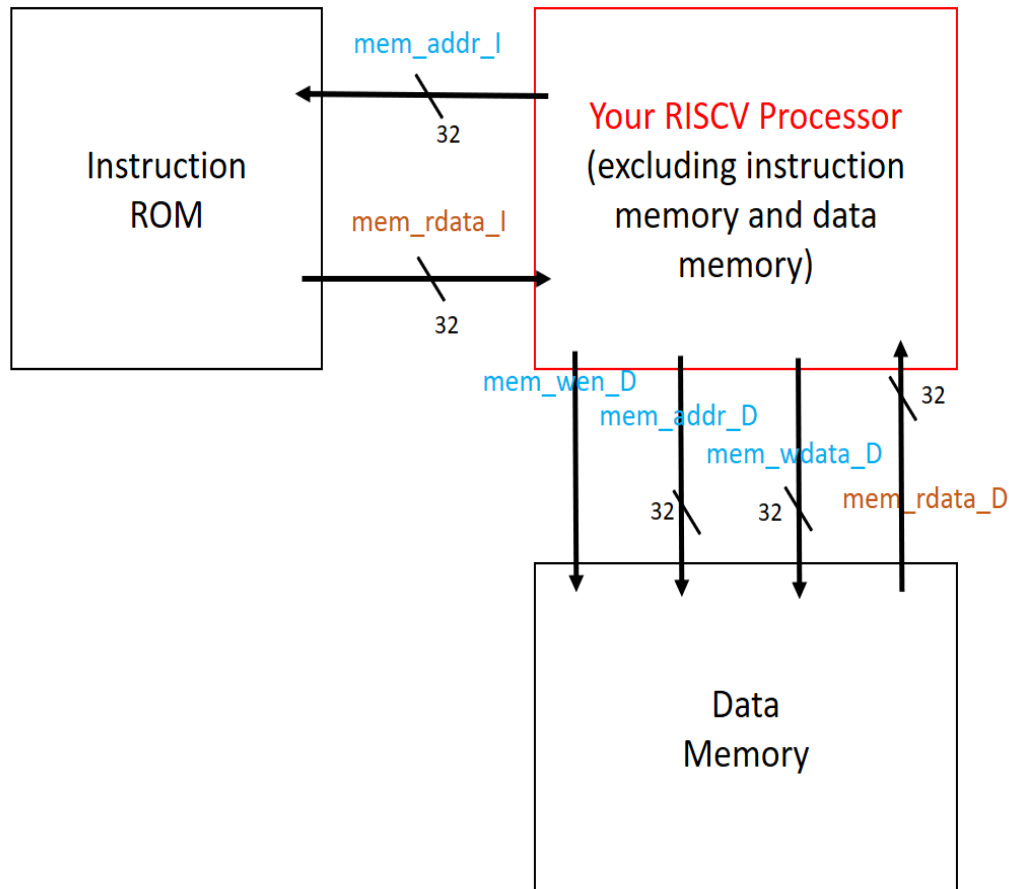 mem_addr_I
32
Instruction
ROM
mem_rdata_I
32
Your RISCV Processor
(excluding instruction
memory and data
memory)
mem_wen_D
mem_addr_D
32
mem_wdata_D
32
32
mem_rdata_D
Data
Memory